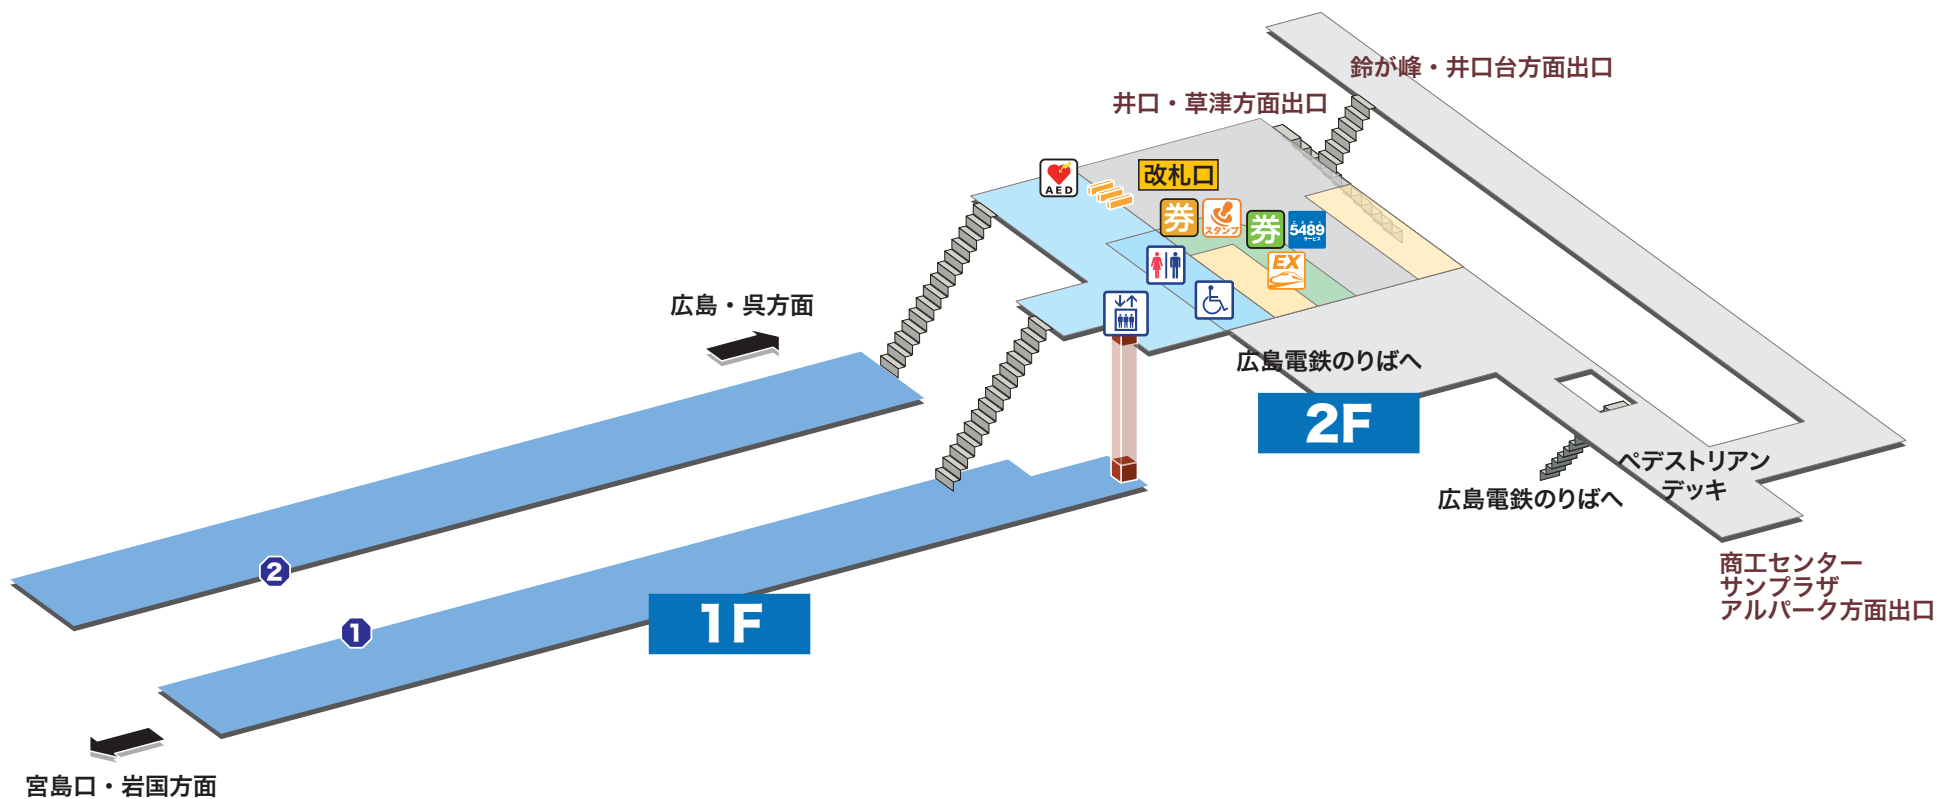 鈴が峰・井口台方面出口
井口・草津方面出口
AED
改札口
券
スタンプ
券
5489
サービス
EX
広島・呉方面
広島電鉄のりばへ
2F
ペデストリアン
デッキ
広島電鉄のりばへ
商工センター
サンプラザ
アルパーク方面出口
2
1
1F
宮島口・岩国方面